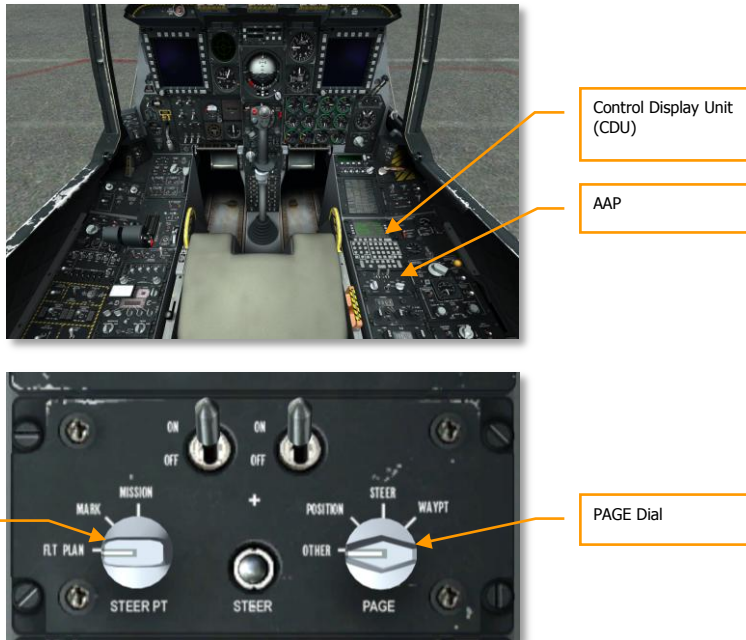 Control Display Unit
(CDU)
AAP
ON
ON
OFF
OFF
MISSION
STEER
MARK
POSITION
WAYPT
FLT PLAN
OTHER
PAGE Dial
STEER PT
STEER
PAGE